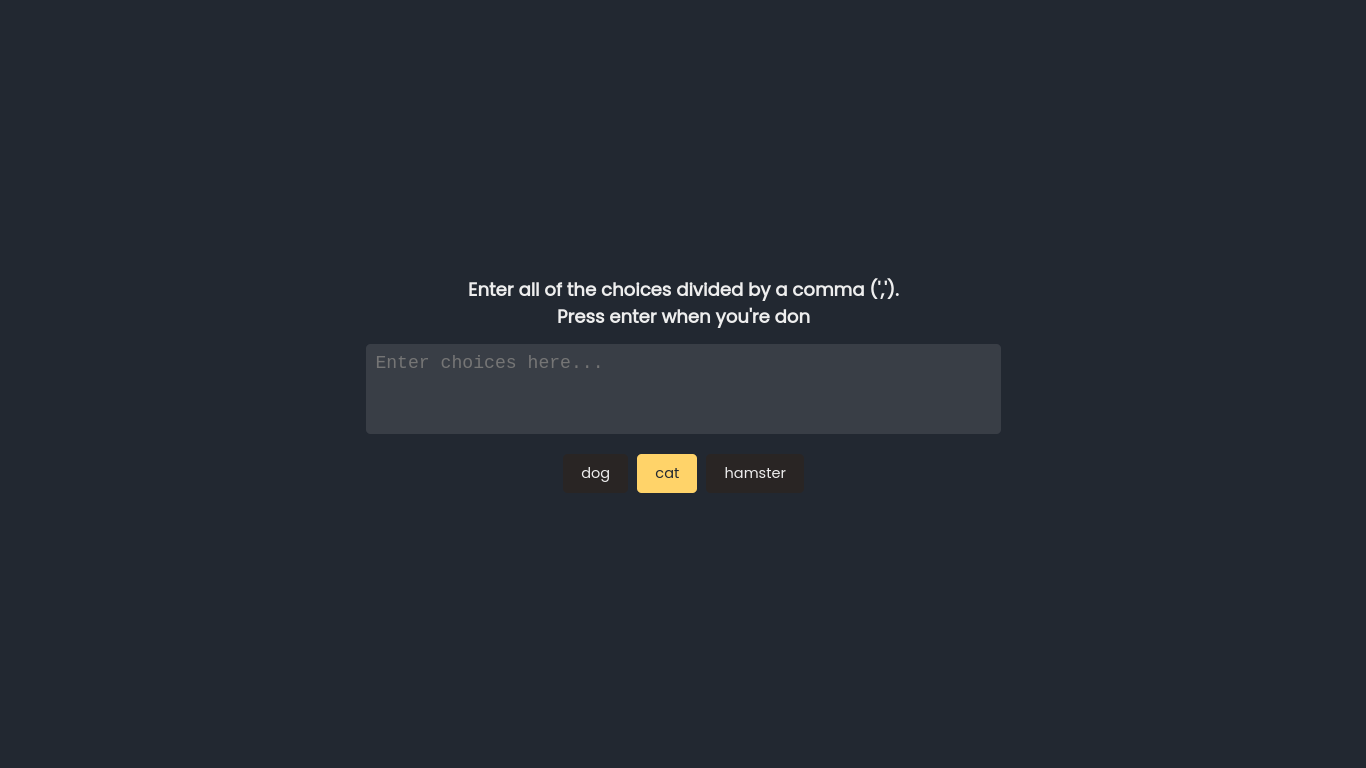 Enter all of the choices divided by a comma (',').
Press enter when you're don
Enter choices here...
dog cat hamster